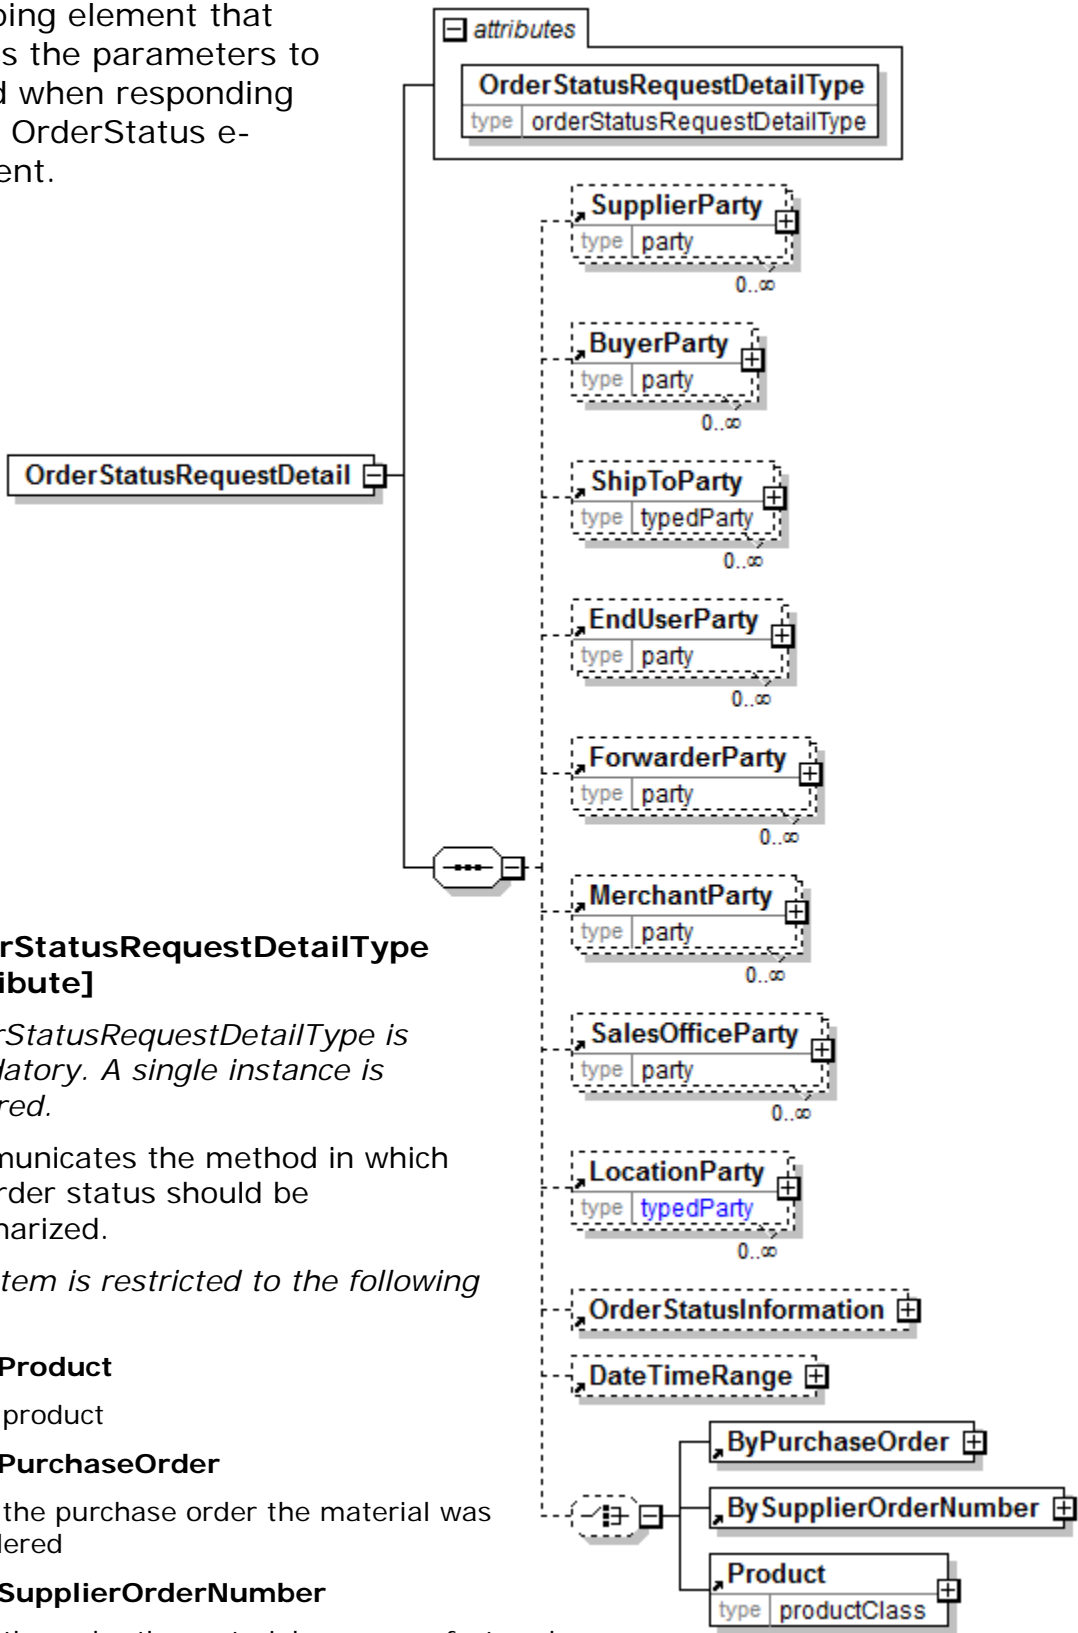 ping element that
s the parameters to
d when responding
OrderStatus e-
ent.
attributes
OrderStatusRequestDetailType
type orderStatusRequestDetailType
SupplierParty
type party
0..∞
BuyerParty
type party
0..∞
OrderStatusRequestDetail
ShipToParty
type typedParty
0..∞
EndUserParty
type party
0..∞
ForwarderParty
type party
0..∞
MerchantParty
type party
0..∞
SalesOfficeParty
type party
0..∞
LocationParty
type typedParty
0..∞
OrderStatusInformation
DateTimeRange
ByPurchaseOrder
BySupplierOrderNumber
Product
type productClass
rStatusRequestDetailType
ibute]
rStatusRequestDetailType is
datory. A single instance is
red.
municates the method in which
rder status should be
marized.
tem is restricted to the following
Product
product
PurchaseOrder
the purchase order the material was
dered
SupplierOrderNumber